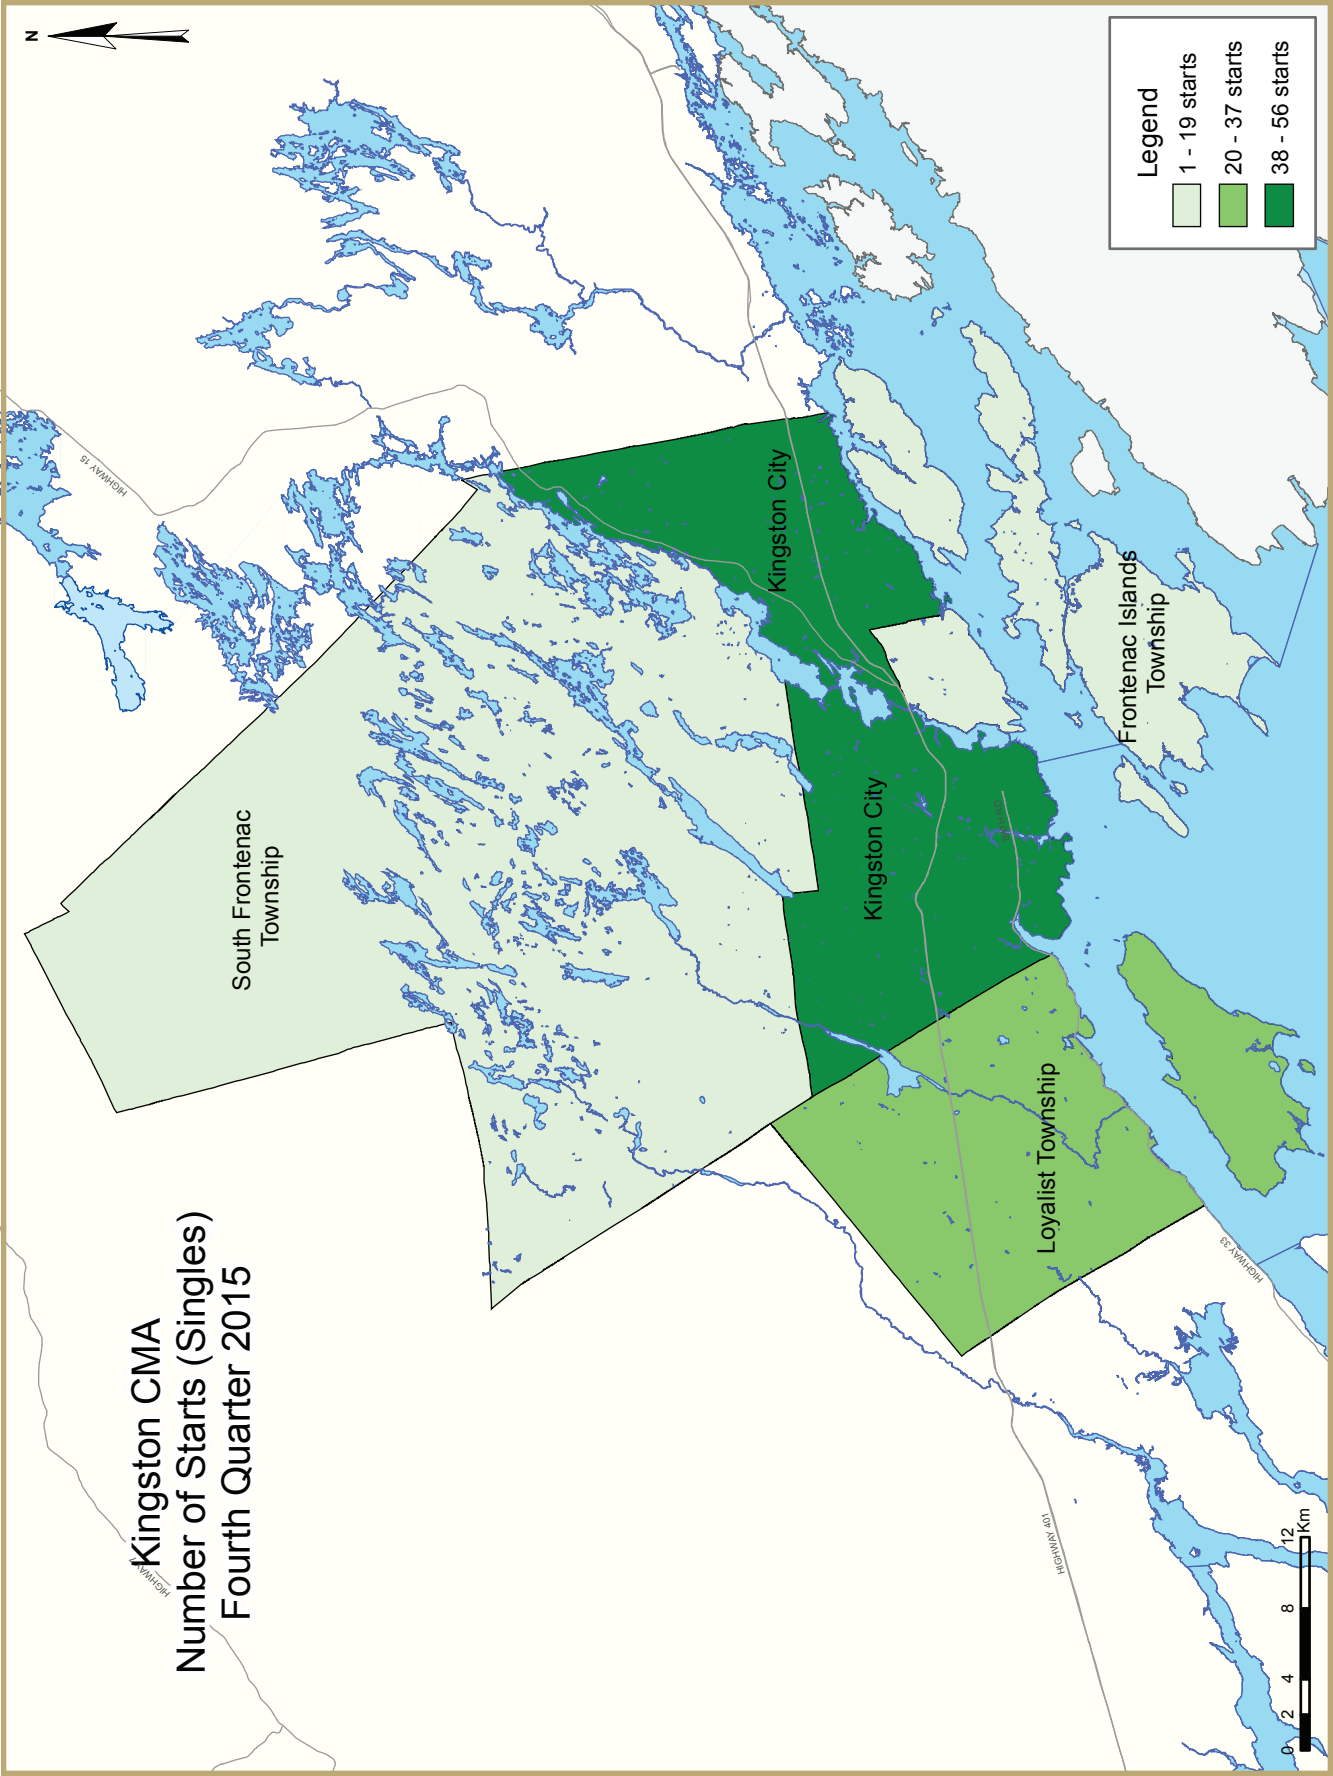 Kingston CMA
Number of Starts (Singles)
Fourth Quarter 2015
N
HIGHWAY 15
South Frontenac
Township
Kingston City
Kingston City
Frontenac Islands
Township
Loyalist Township
HIGHWAY 33
HIGHWAY 401
Legend
1 - 19 starts
20 - 37 starts
38 - 56 starts
0 2 4 8 12
Km